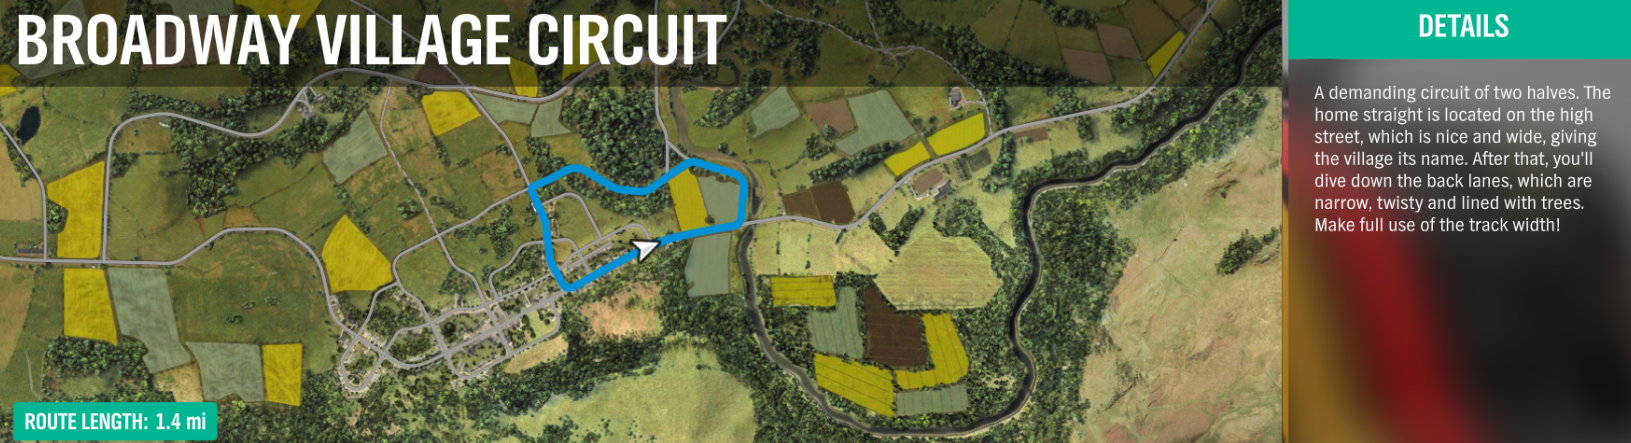 BROADWAY VILLAGE CIRCUIT
DETAILS
A demanding circuit of two halves. The
home straight is located on the high
street, which is nice and wide, giving
the village its name. After that, you'll
dive down the back lanes, which are
narrow, twisty and lined with trees.
Make full use of the track width!
ROUTE LENGTH: 1.4 mi